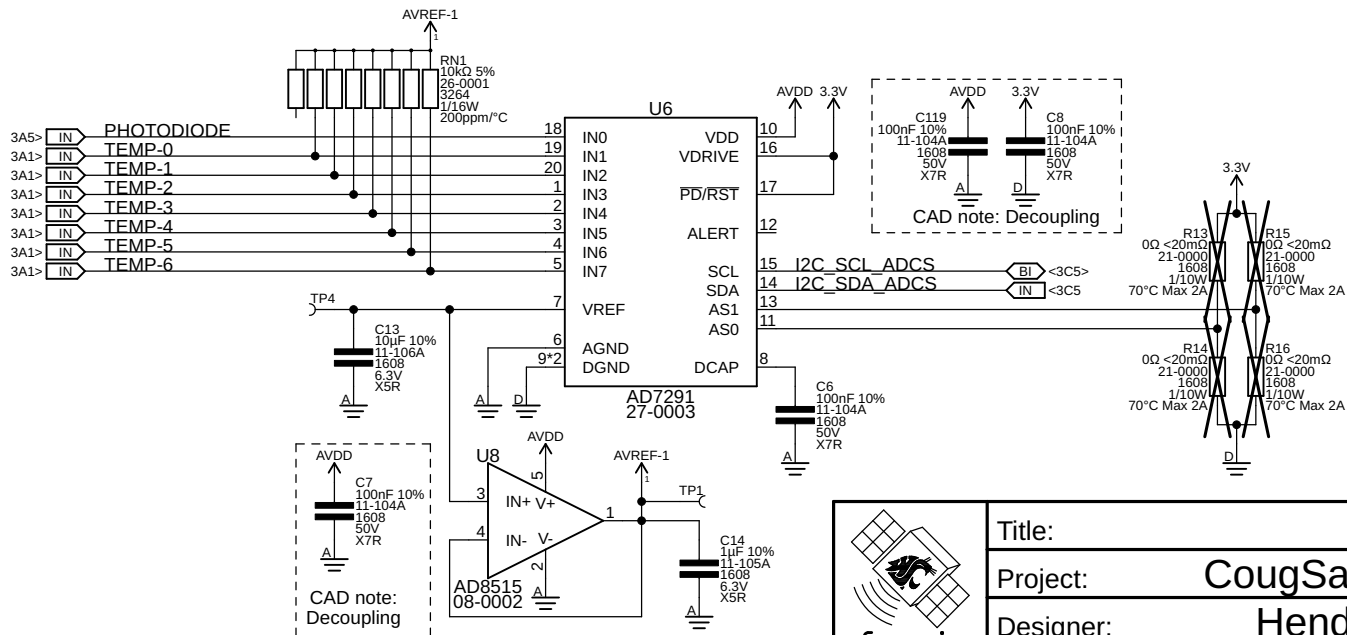 AVREF-1
1
RN1
10kΩ 5%
26-0001
3264
1/16W
200ppm/°C
3A5> IN PHOTODIODE
3A1> IN TEMP-0
3A1> IN TEMP-1
3A1> IN TEMP-2
3A1> IN TEMP-3
3A1> IN TEMP-4
3A1> IN TEMP-5
3A1> IN TEMP-6
U6
18 IN0
19 IN1
20 IN2
1 IN3
2 IN4
3 IN5
4 IN6
5 IN7
7 VREF
6 AGND
9*2 DGND
VDD 10
VDRIVE 16
PD/RST 17
ALERT 12
SCL 15 I2C_SCL_ADCS BI <3C5>
SDA 14 I2C_SDA_ADCS IN <3C5
AS1 13
AS0 11
DCAP 8
AD7291
27-0003
AVDD 3.3V
AVDD 3.3V
C119
100nF 10%
11-104A
1608
50V
X7R
A
C8
100nF 10%
11-104A
1608
50V
X7R
D
CAD note: Decoupling
3.3V
R13
0Ω <20mΩ
21-0000
1608
1/10W
70°C Max 2A
R15
0Ω <20mΩ
21-0000
1608
1/10W
70°C Max 2A
R14
0Ω <20mΩ
21-0000
1608
1/10W
70°C Max 2A
R16
0Ω <20mΩ
21-0000
1608
1/10W
70°C Max 2A
D
TP4
C13
10µF 10%
11-106A
1608
6.3V
X5R
A
A
D
C6
100nF 10%
11-104A
1608
50V
X7R
A
AVDD
C7
100nF 10%
11-104A
1608
50V
X7R
A
CAD note:
Decoupling
U8
AVDD
5
3 IN+ V+
4 IN- V-
1
2
A
AD8515
08-0002
AVREF-1
1
TP1
C14
1µF 10%
11-105A
1608
6.3V
X5R
A
Title:
Project: CougSa
Designer: Hend